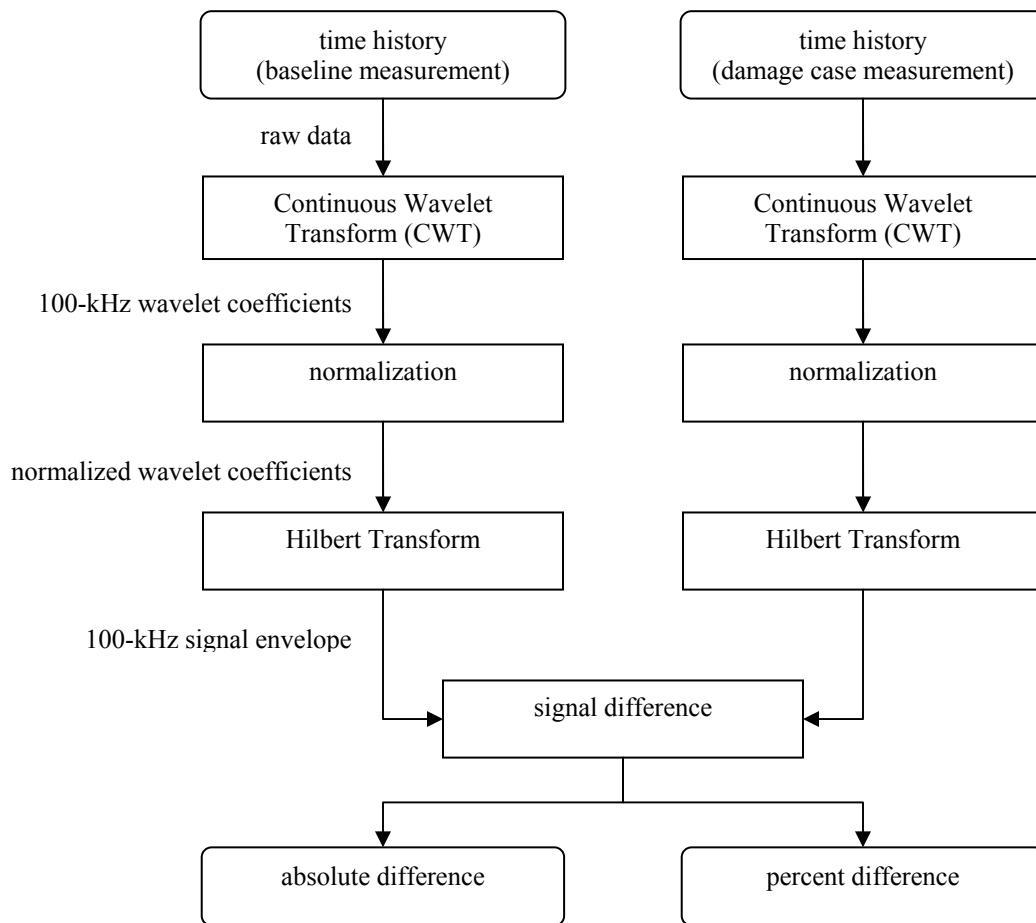 time history
(baseline measurement)
time history
(damage case measurement)
raw data
Continuous Wavelet
Transform (CWT)
Continuous Wavelet
Transform (CWT)
100-kHz wavelet coefficients
normalization
normalization
normalized wavelet coefficients
Hilbert Transform
Hilbert Transform
100-kHz signal envelope
signal difference
absolute difference
percent difference